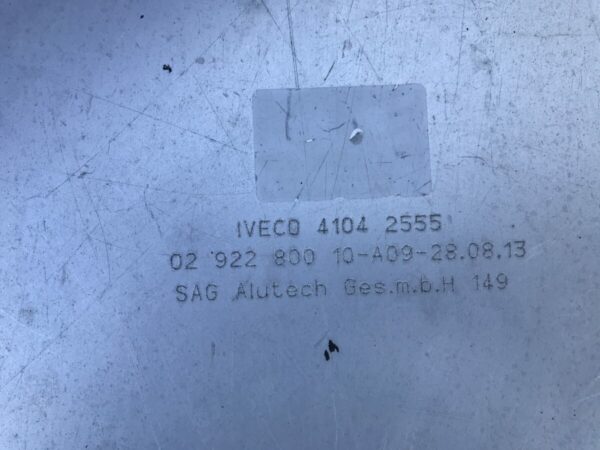 IVECO 4104 2555
02 922 800 10-A09-28.08.13
SAG Alutech Ges.m.b.H 149